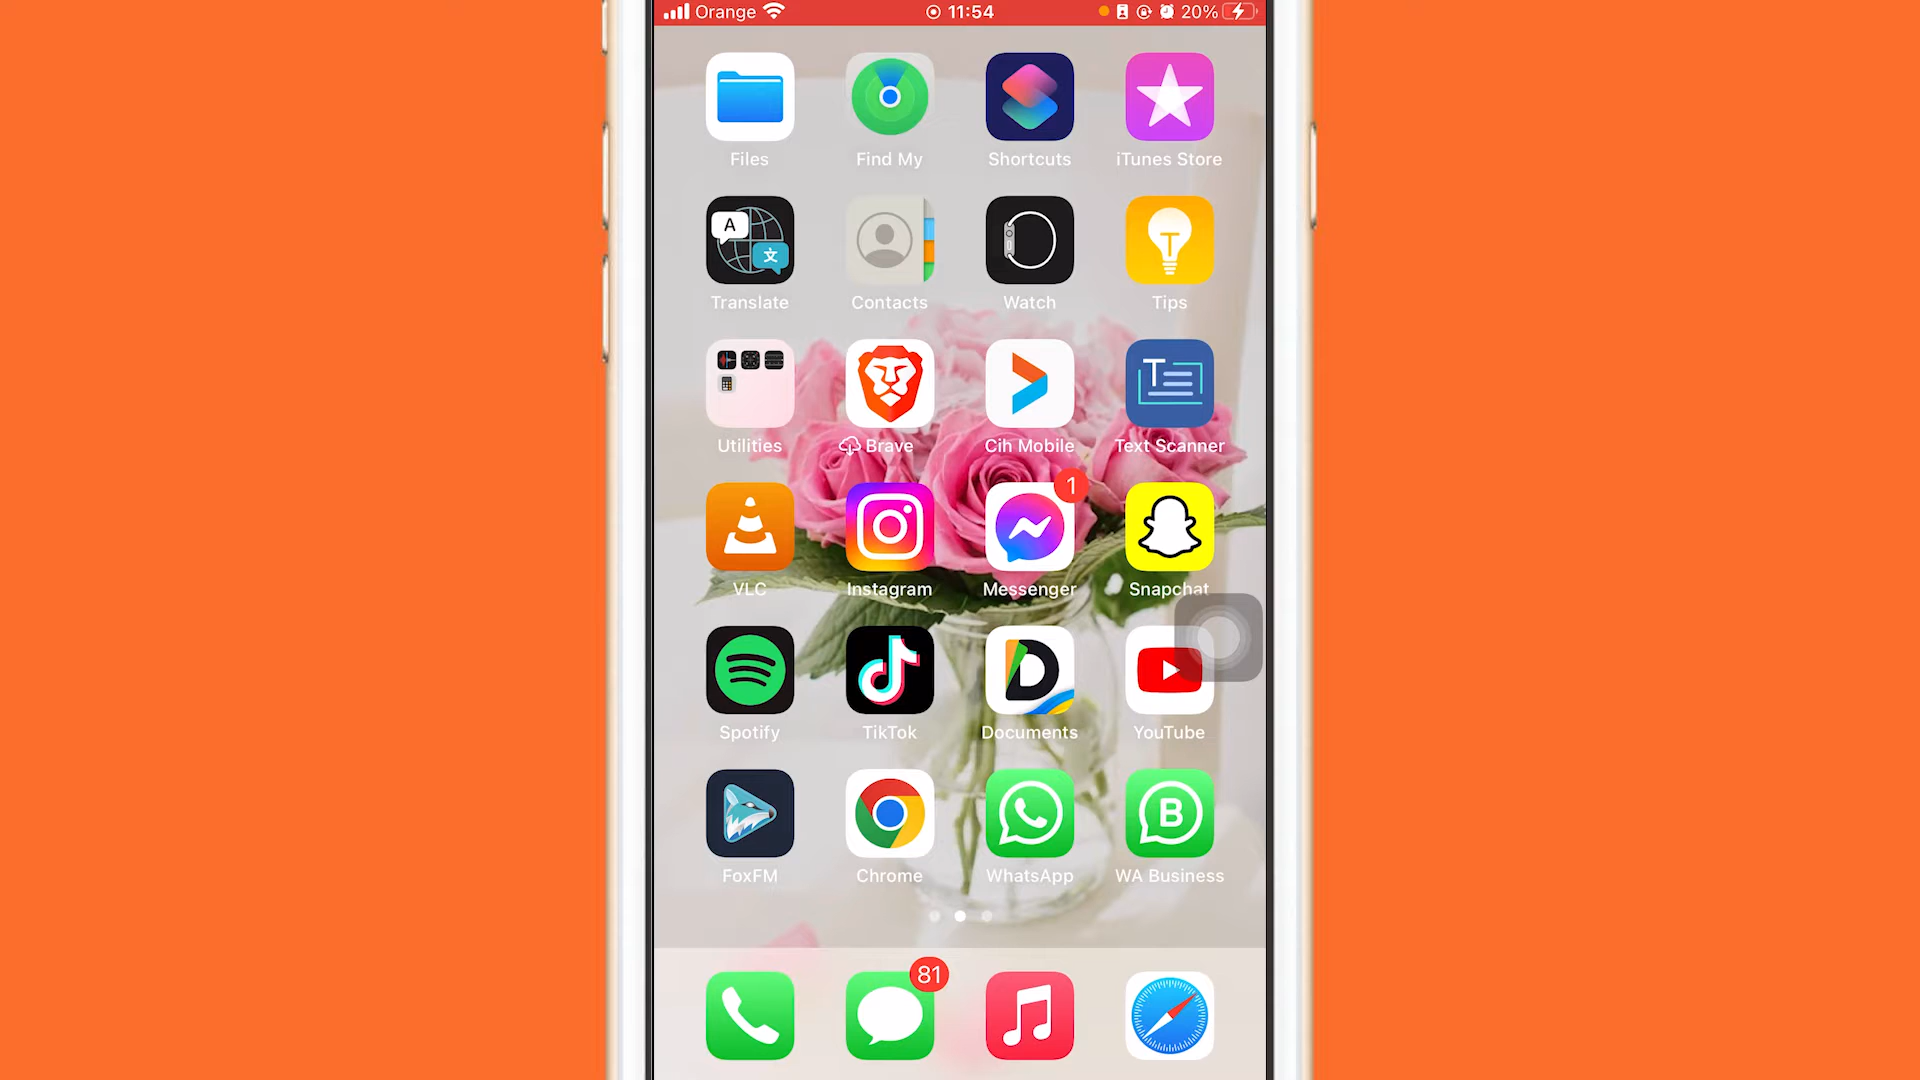 Orange 11:54 20%
Files Find My Shortcuts iTunes Store
A 文
T
Translate Contacts Watch Tips
T
Utilities Brave Cih Mobile Text Scanner
1
VLC Instagram Messenger Snapchat
D
Spotify TikTok Documents YouTube
B
FoxFM Chrome WhatsApp WA Business
81